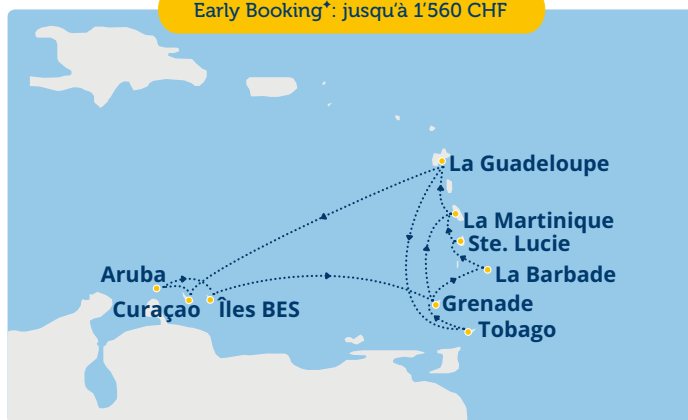 Early Booking✦: jusqu'à 1'560 CHF
La Guadeloupe
La Martinique
Ste. Lucie
La Barbade
Aruba
Curaçao
Îles BES
Grenade
Tobago